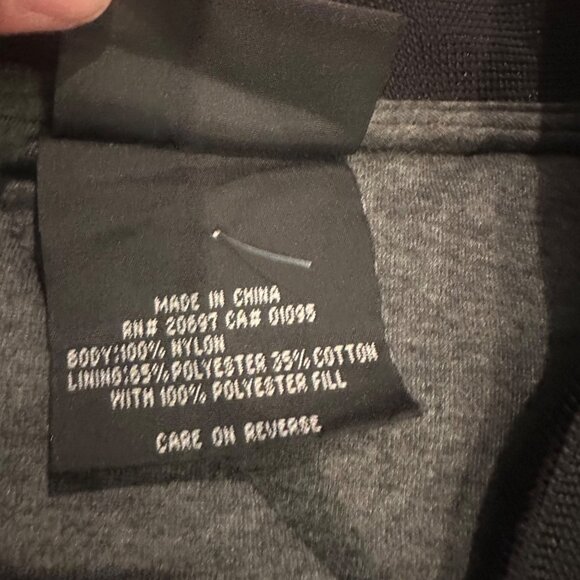 MADE IN CHINA
RN# 20697 CA# 01095
BODY:100% NYLON
LINING:65% POLYESTER 35% COTTON
WITH 100% POLYESTER FILL
CARE ON REVERSE